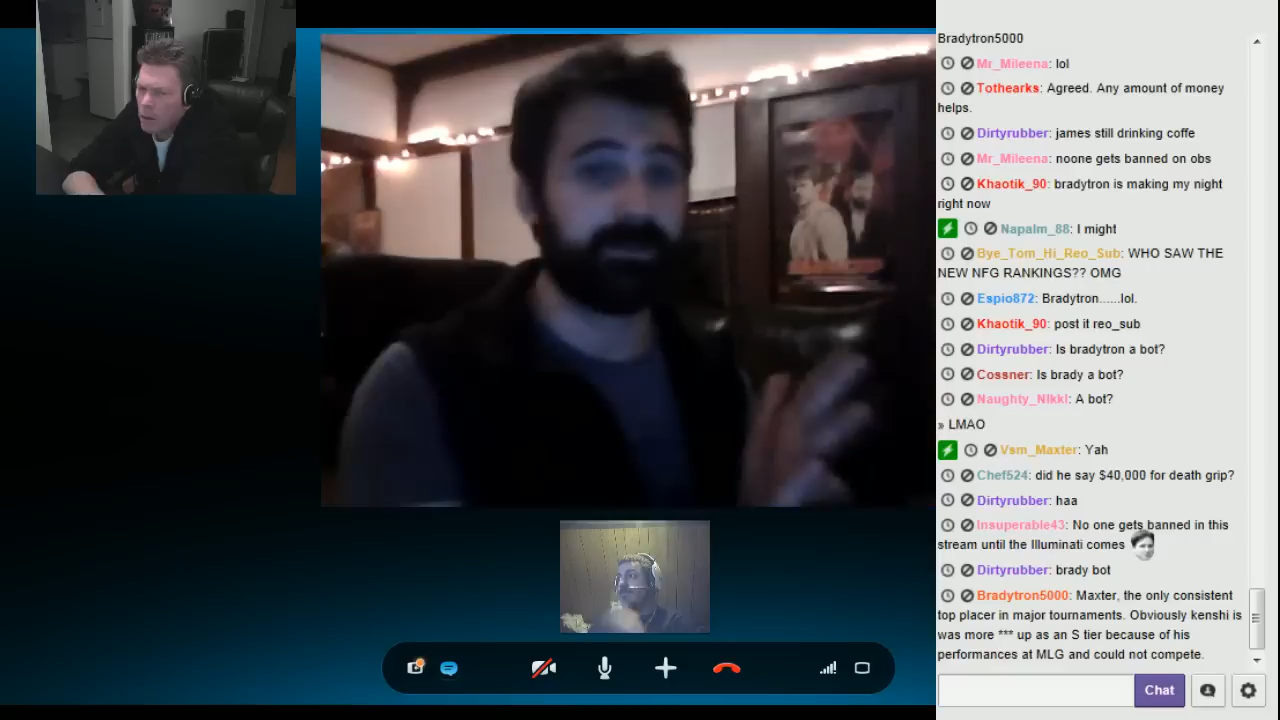 Bradytron5000
Mr_Mileena: lol
Tothearks: Agreed. Any amount of money
helps.
Dirtyrubber: james still drinking coffe
Mr_Mileena: noone gets banned on obs
Khaotik_90: bradytron is making my night
right now
Napalm_88: I might
Bye_Tom_Hi_Reo_Sub: WHO SAW THE
NEW NFG RANKINGS?? OMG
Espio872: Bradytron......lol.
Khaotik_90: post it reo_sub
Dirtyrubber: Is bradytron a bot?
Cossner: Is brady a bot?
Naughty_NIkkI: A bot?
» LMAO
Vsm_Maxter: Yah
Chef524: did he say $40,000 for death grip?
Dirtyrubber: haa
Insuperable43: No one gets banned in this
stream until the Illuminati comes
Dirtyrubber: brady bot
Bradytron5000: Maxter, the only consistent
top placer in major tournaments. Obviously kenshi is
was more *** up as an S tier because of his
performances at MLG and could not compete.
Chat